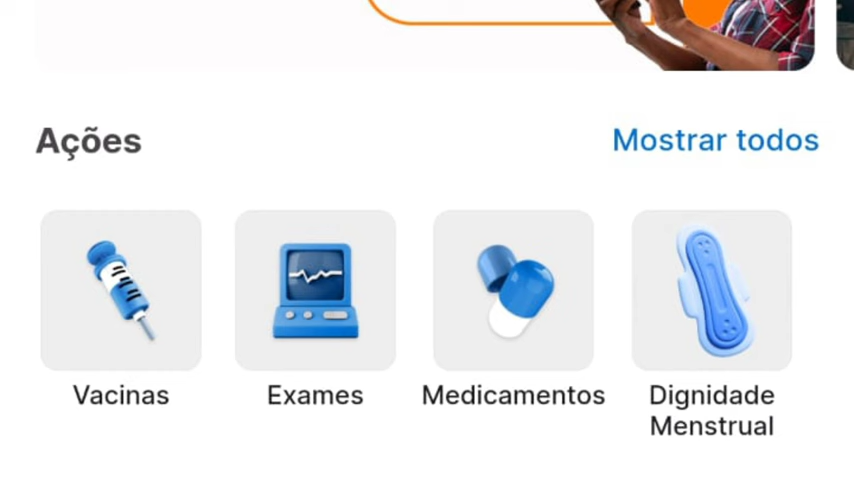 Ações
Mostrar todos
Vacinas
Exames
Medicamentos
Dignidade
Menstrual